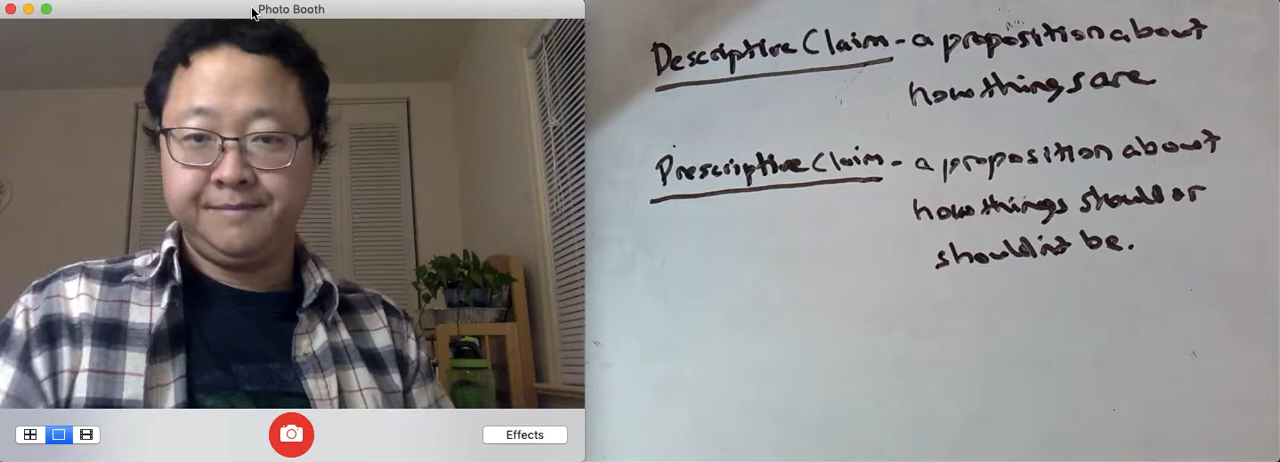 Photo Booth
Effects
Descriptive Claim - a proposition about
how things are
Prescriptive Claim - a proposition about
how things should or
shouldn't be.